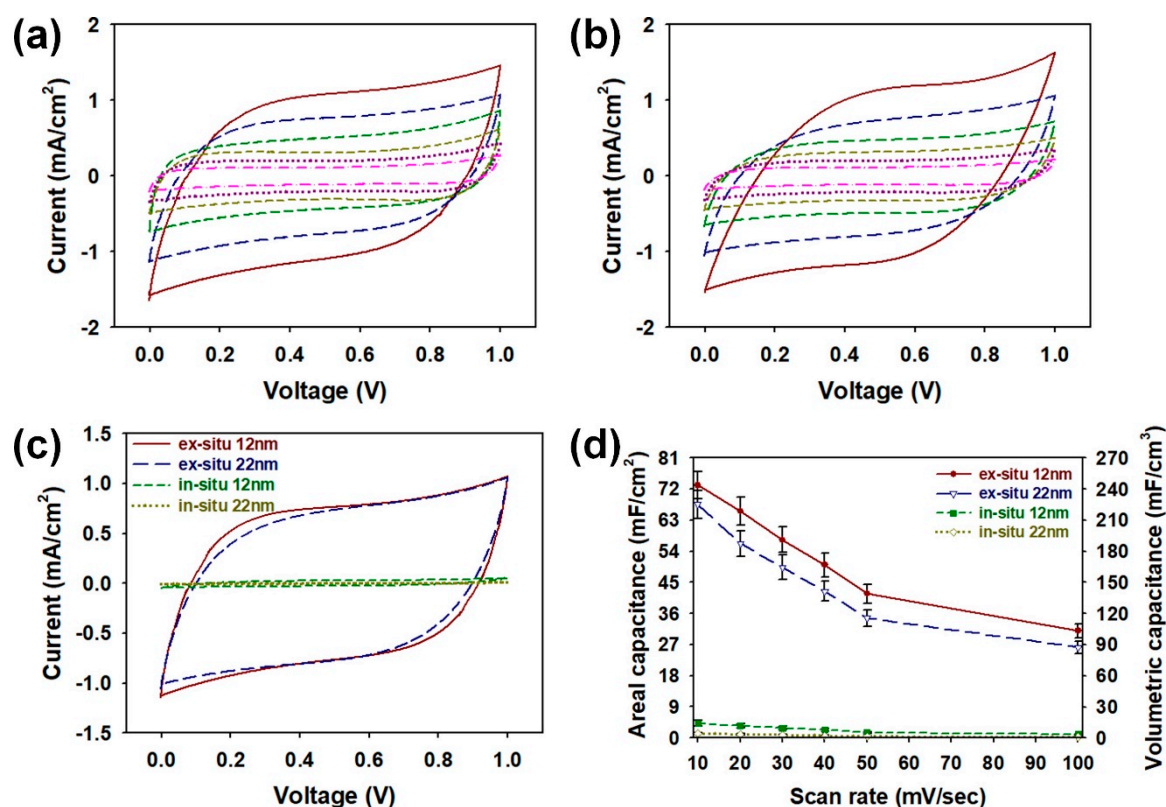 (a)
2
1
0
-1
-2
Current (mA/cm²)
0.0 0.2 0.4 0.6 0.8 1.0
Voltage (V)
(b)
2
1
0
-1
-2
Current (mA/cm²)
0.0 0.2 0.4 0.6 0.8 1.0
Voltage (V)
(c)
1.5
1.0
0.5
0.0
-0.5
-1.0
-1.5
Current (mA/cm²)
ex-situ 12nm
ex-situ 22nm
in-situ 12nm
in-situ 22nm
0.0 0.2 0.4 0.6 0.8 1.0
Voltage (V)
(d)
81
72
63
54
45
36
27
18
9
0
Areal capacitance (mF/cm²)
ex-situ 12nm
ex-situ 22nm
in-situ 12nm
in-situ 22nm
270
240
210
180
150
120
90
60
30
0
Volumetric capacitance (mF/cm³)
10 20 30 40 50 60 70 80 90 100
Scan rate (mV/sec)